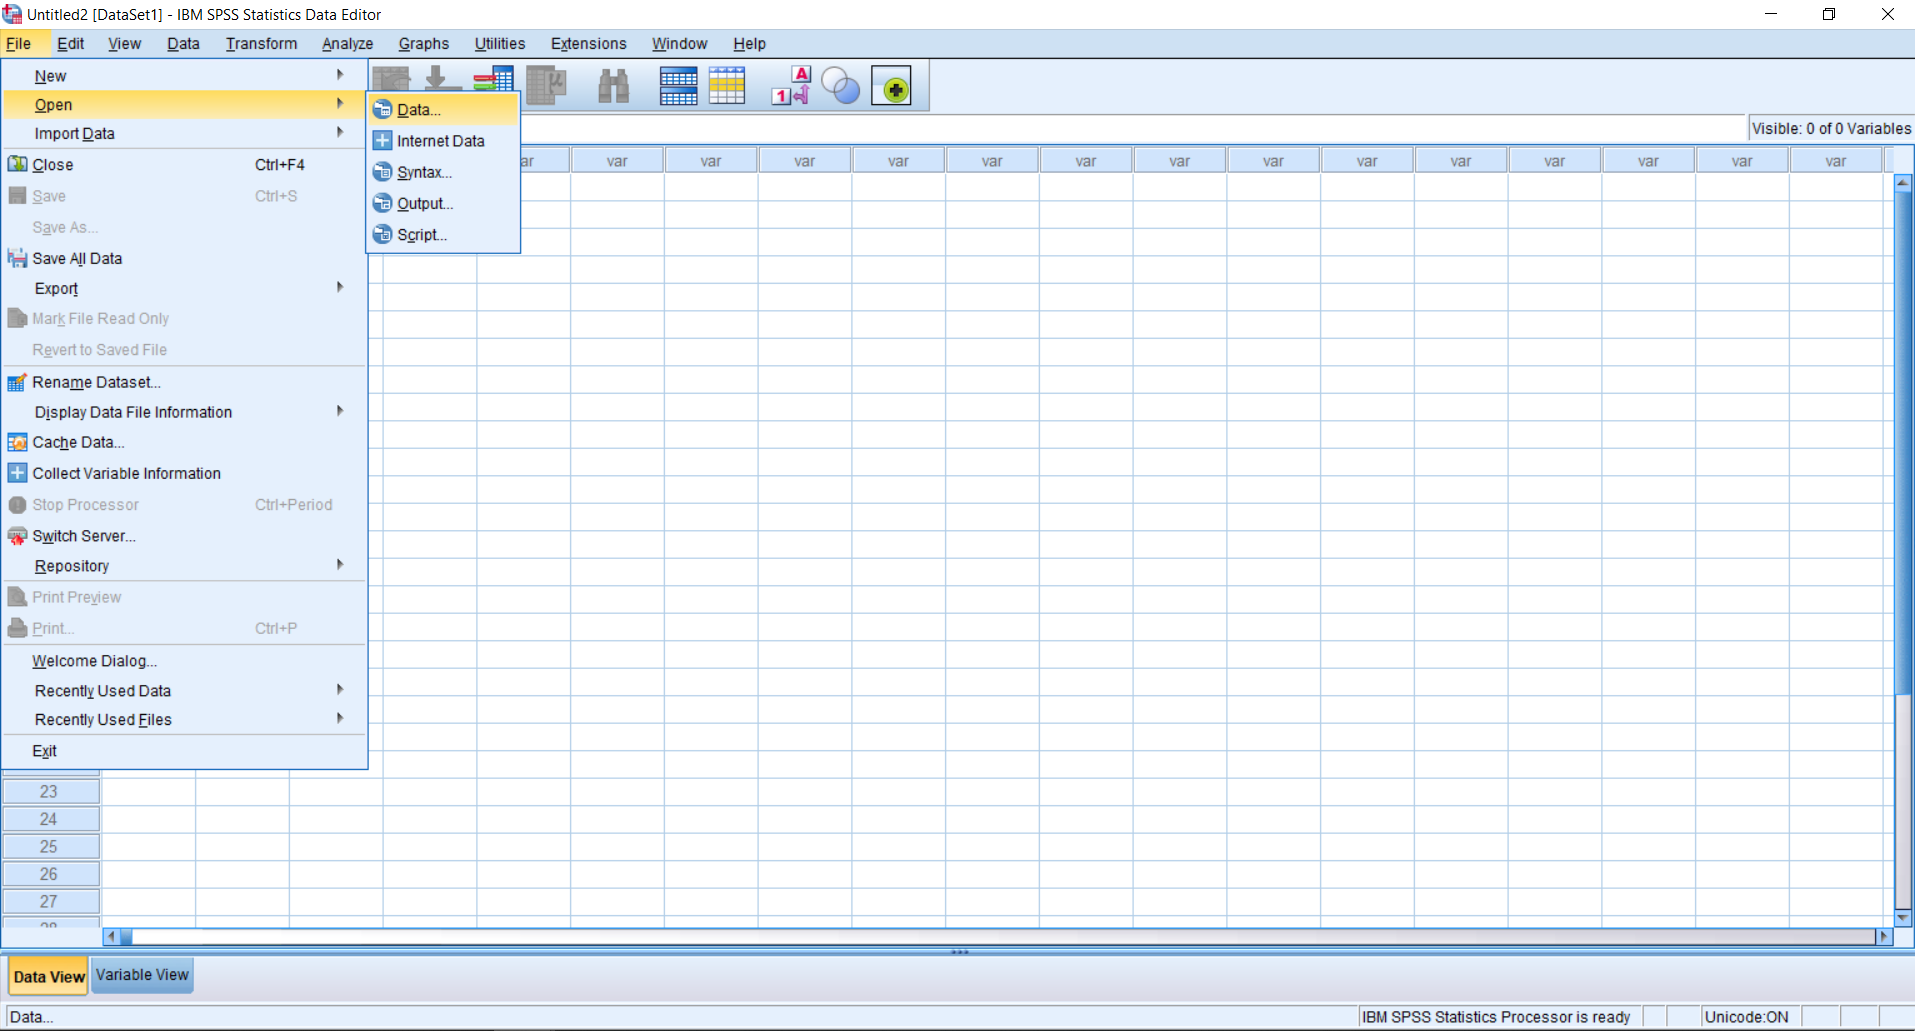 Untitled2 [DataSet1] - IBM SPSS Statistics Data Editor
File Edit View Data Transform Analyze Graphs Utilities Extensions Window Help
New
Open
Import Data
Close Ctrl+F4
Save Ctrl+S
Save As...
Save All Data
Export
Mark File Read Only
Revert to Saved File
Rename Dataset...
Display Data File Information
Cache Data...
Collect Variable Information
Stop Processor Ctrl+Period
Switch Server...
Repository
Print Preview
Print... Ctrl+P
Welcome Dialog...
Recently Used Data
Recently Used Files
Exit
Data...
Internet Data
Syntax...
Output...
Script...
A
1
Visible: 0 of 0 Variables
ar var var var var var var var var var var var var var var
23
24
25
26
27
28
Data View Variable View
Data... IBM SPSS Statistics Processor is ready Unicode:ON